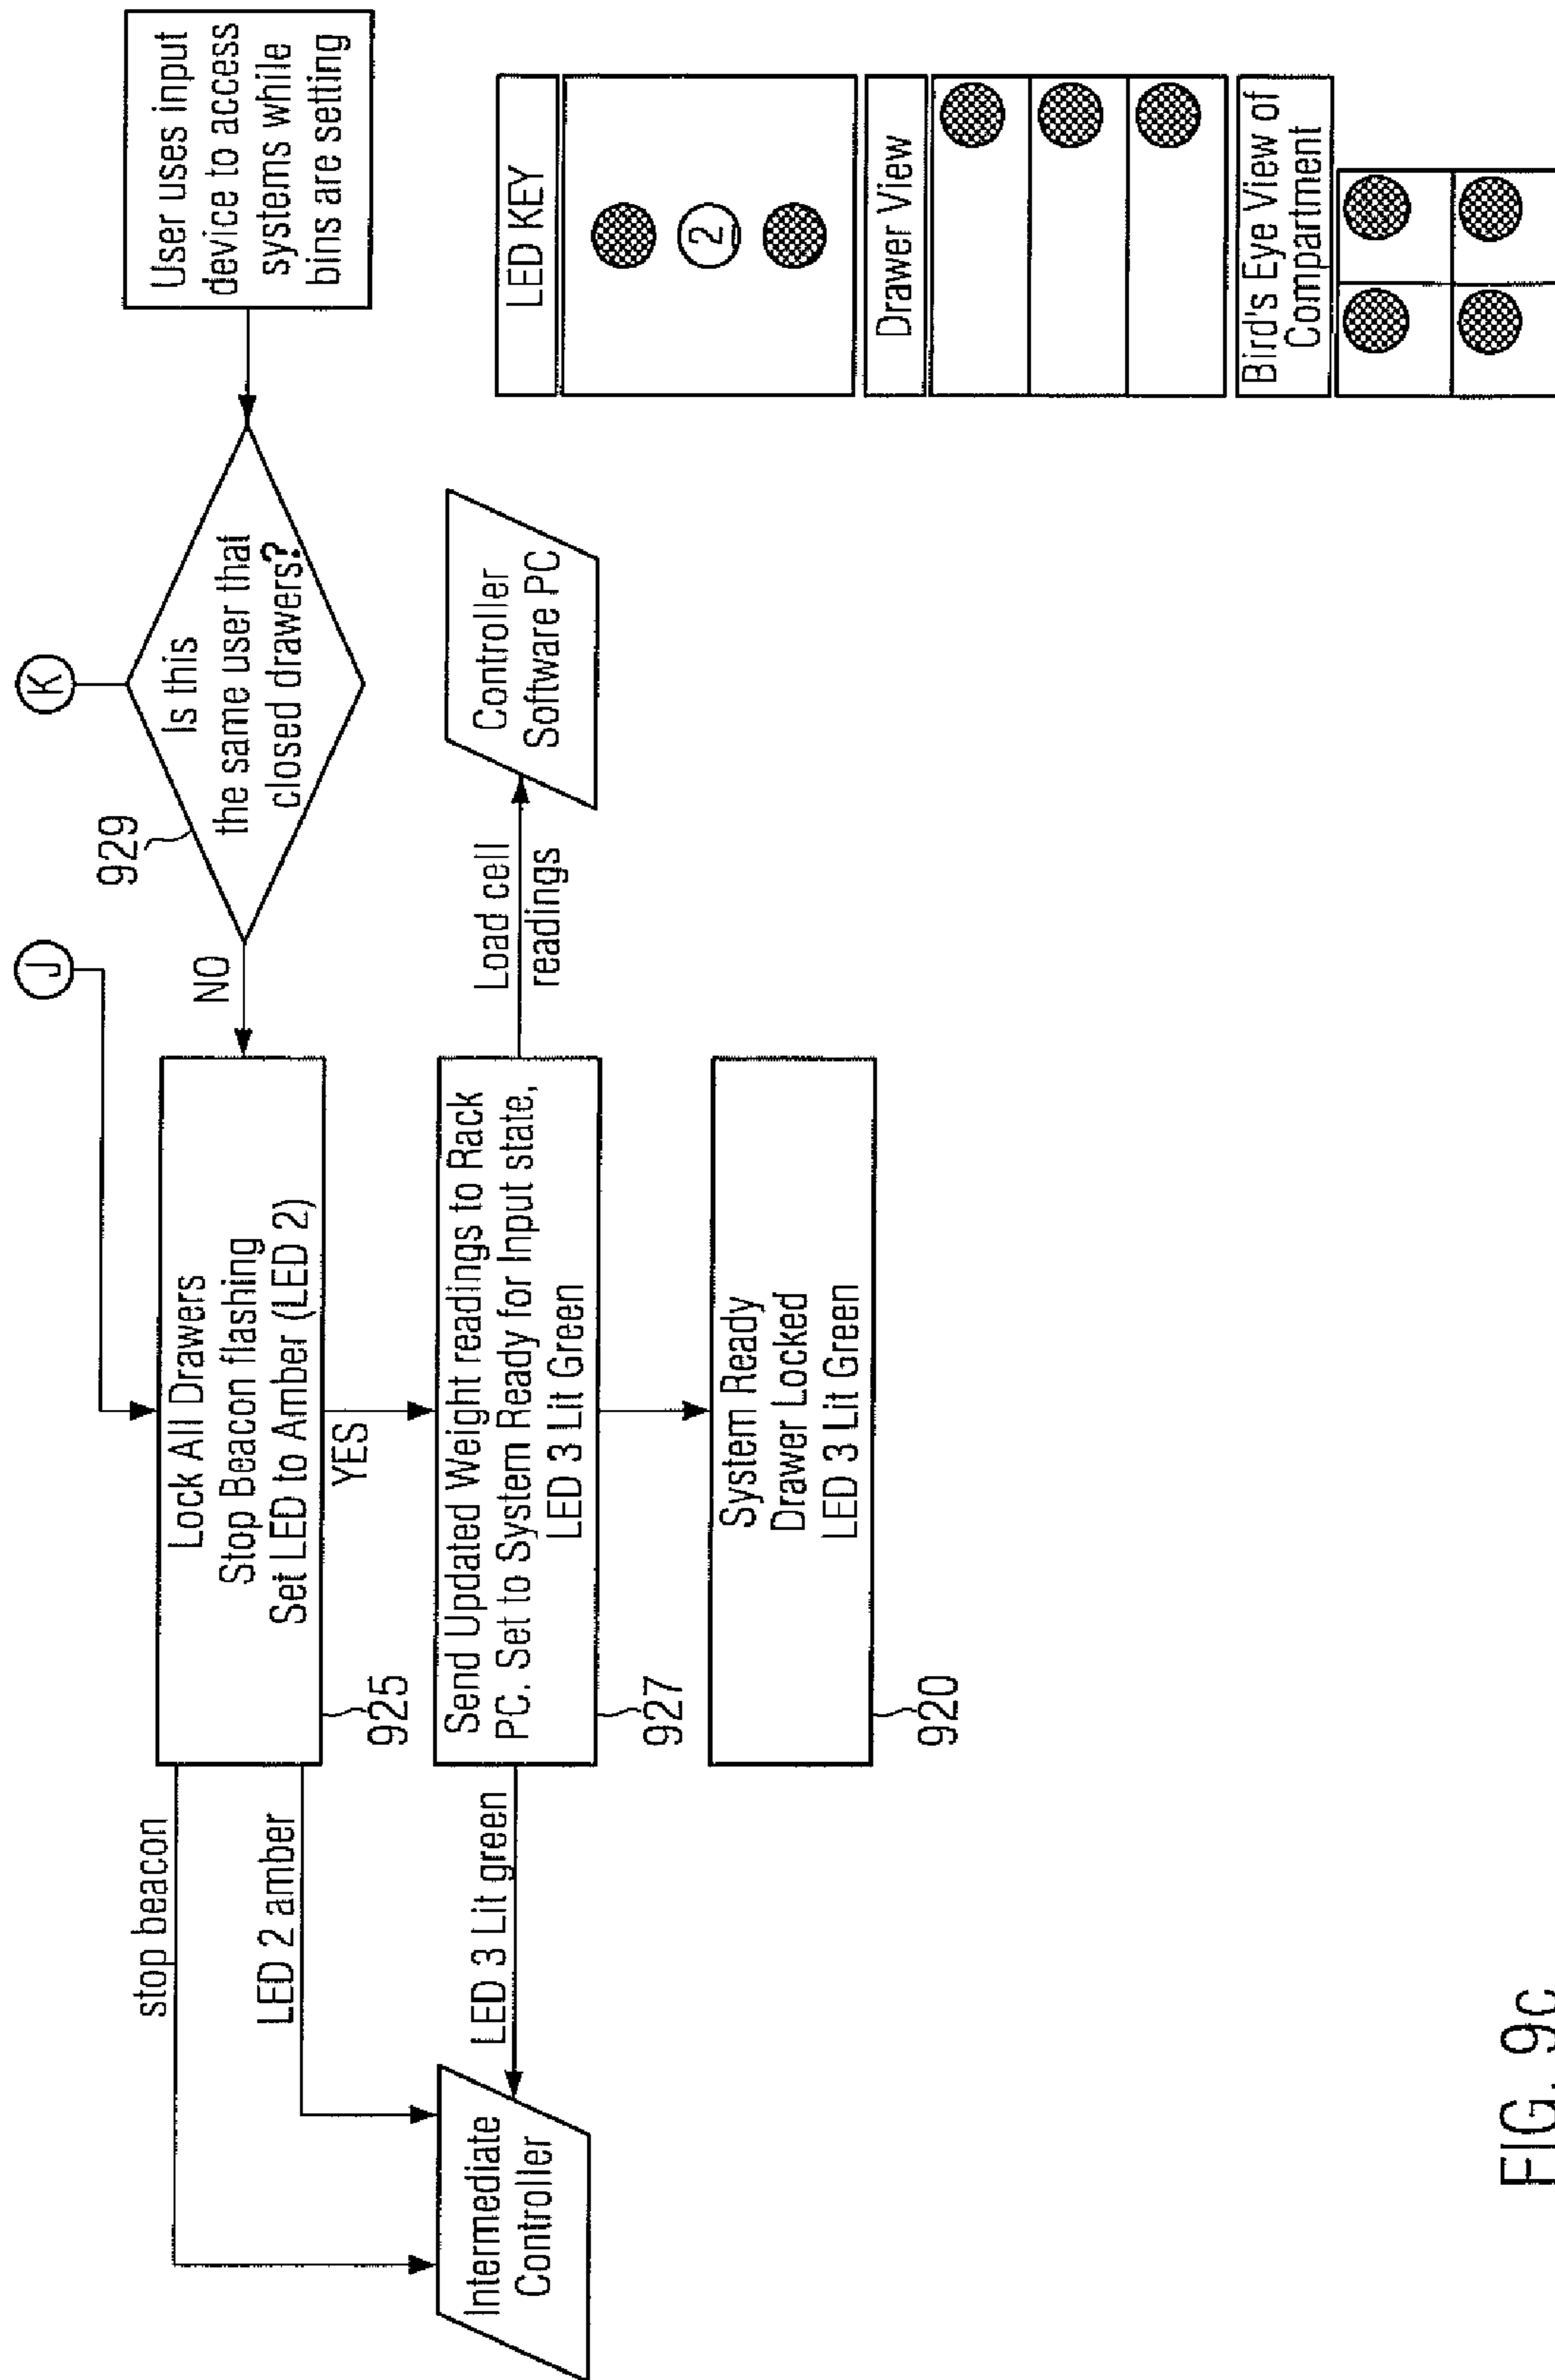 K
J
User uses input
device to access
systems while
bins are setting
Is this
the same user that
closed drawers?
929
NO
Lock All Drawers
Stop Beacon flashing
Set LED to Amber (LED 2)
925
YES
stop beacon
LED 2 amber
Send Updated Weight readings to Rack
PC. Set to System Ready for Input state,
LED 3 Lit Green
927
Load cell
readings
Controller
Software PC
LED 3 Lit green
Intermediate
Controller
System Ready
Drawer Locked
LED 3 Lit Green
920
LED KEY
2
Drawer View
Bird's Eye View of
Compartment
FIG. 9c